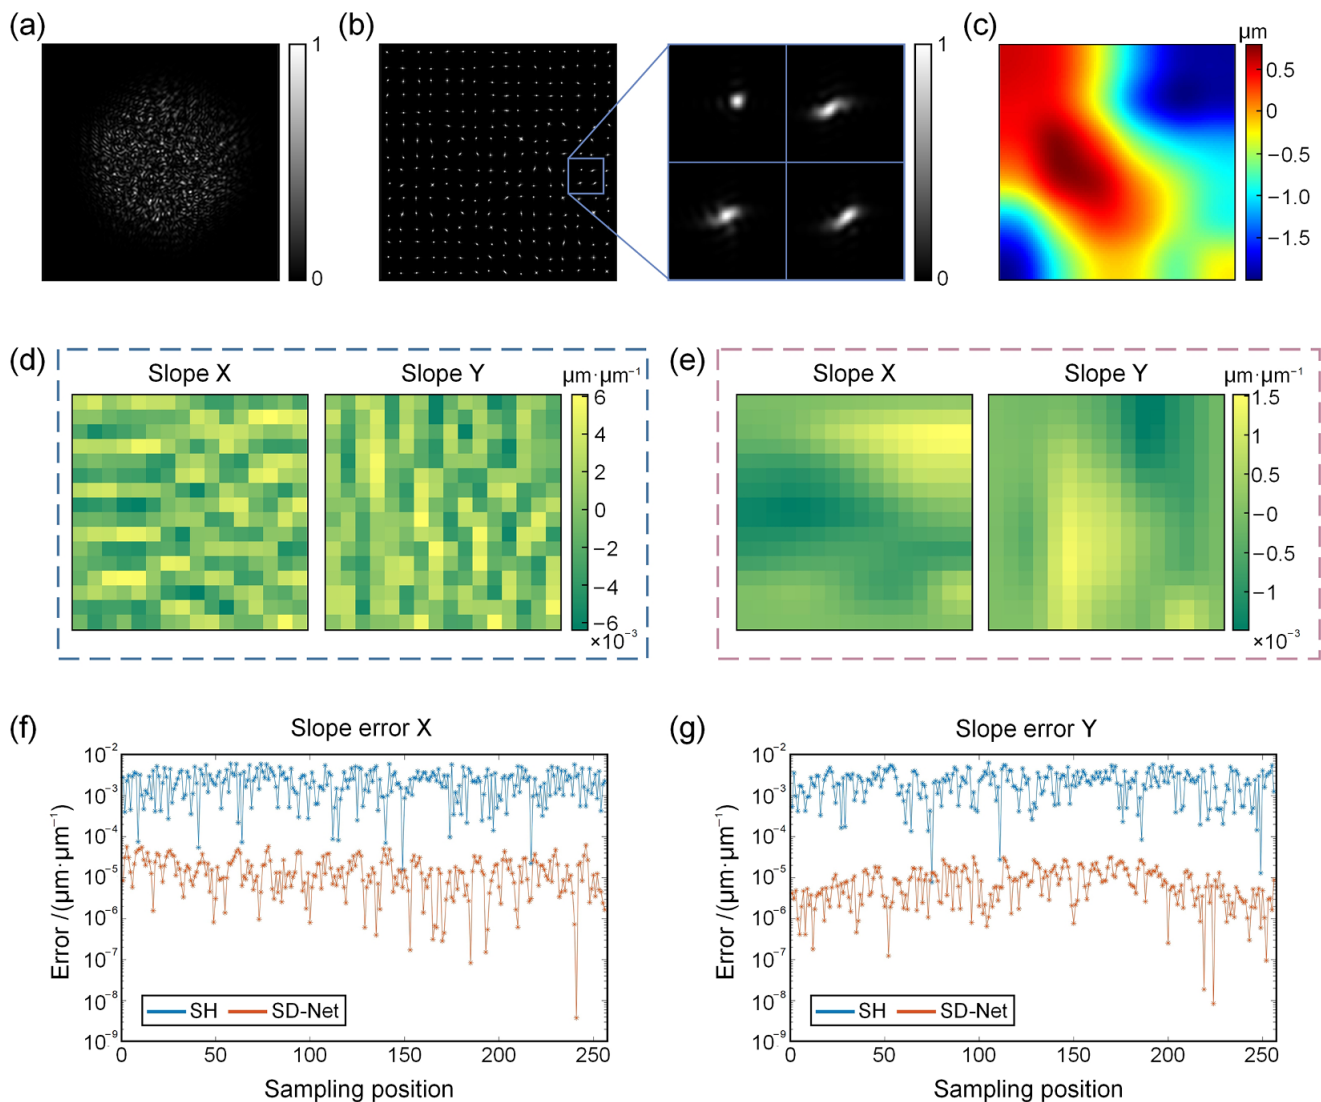 (a)
1
0
(b)
1
0
(c)
μm
0.5
0
−0.5
−1.0
−1.5
(d)
Slope X
Slope Y
μm·μm⁻¹
6
4
2
0
−2
−4
−6
×10⁻³
(e)
Slope X
Slope Y
μm·μm⁻¹
1.5
1
0.5
−0
−0.5
−1
×10⁻³
(f)
Slope error X
Error /(μm·μm⁻¹)
10⁻²
10⁻³
10⁻⁴
10⁻⁵
10⁻⁶
10⁻⁷
10⁻⁸
10⁻⁹
SH
SD-Net
0 50 100 150 200 250
Sampling position
(g)
Slope error Y
Error /(μm·μm⁻¹)
10⁻²
10⁻³
10⁻⁴
10⁻⁵
10⁻⁶
10⁻⁷
10⁻⁸
10⁻⁹
SH
SD-Net
0 50 100 150 200 250
Sampling position